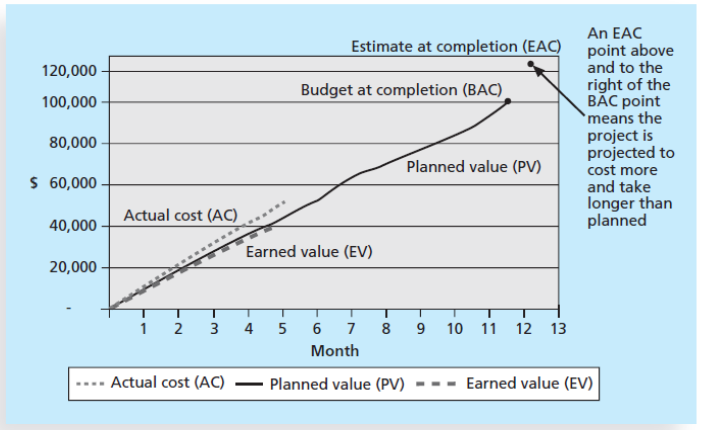 Estimate at completion (EAC)
An EAC
point above
and to the
right of the
BAC point
means the
project is
projected to
cost more
and take
longer than
planned
120,000
Budget at completion (BAC)
100,000
80,000
Planned value (PV)
$ 60,000
Actual cost (AC)
40,000
Earned value (EV)
20,000
-
1 2 3 4 5 6 7 8 9 10 11 12 13
Month
Actual cost (AC) Planned value (PV) Earned value (EV)